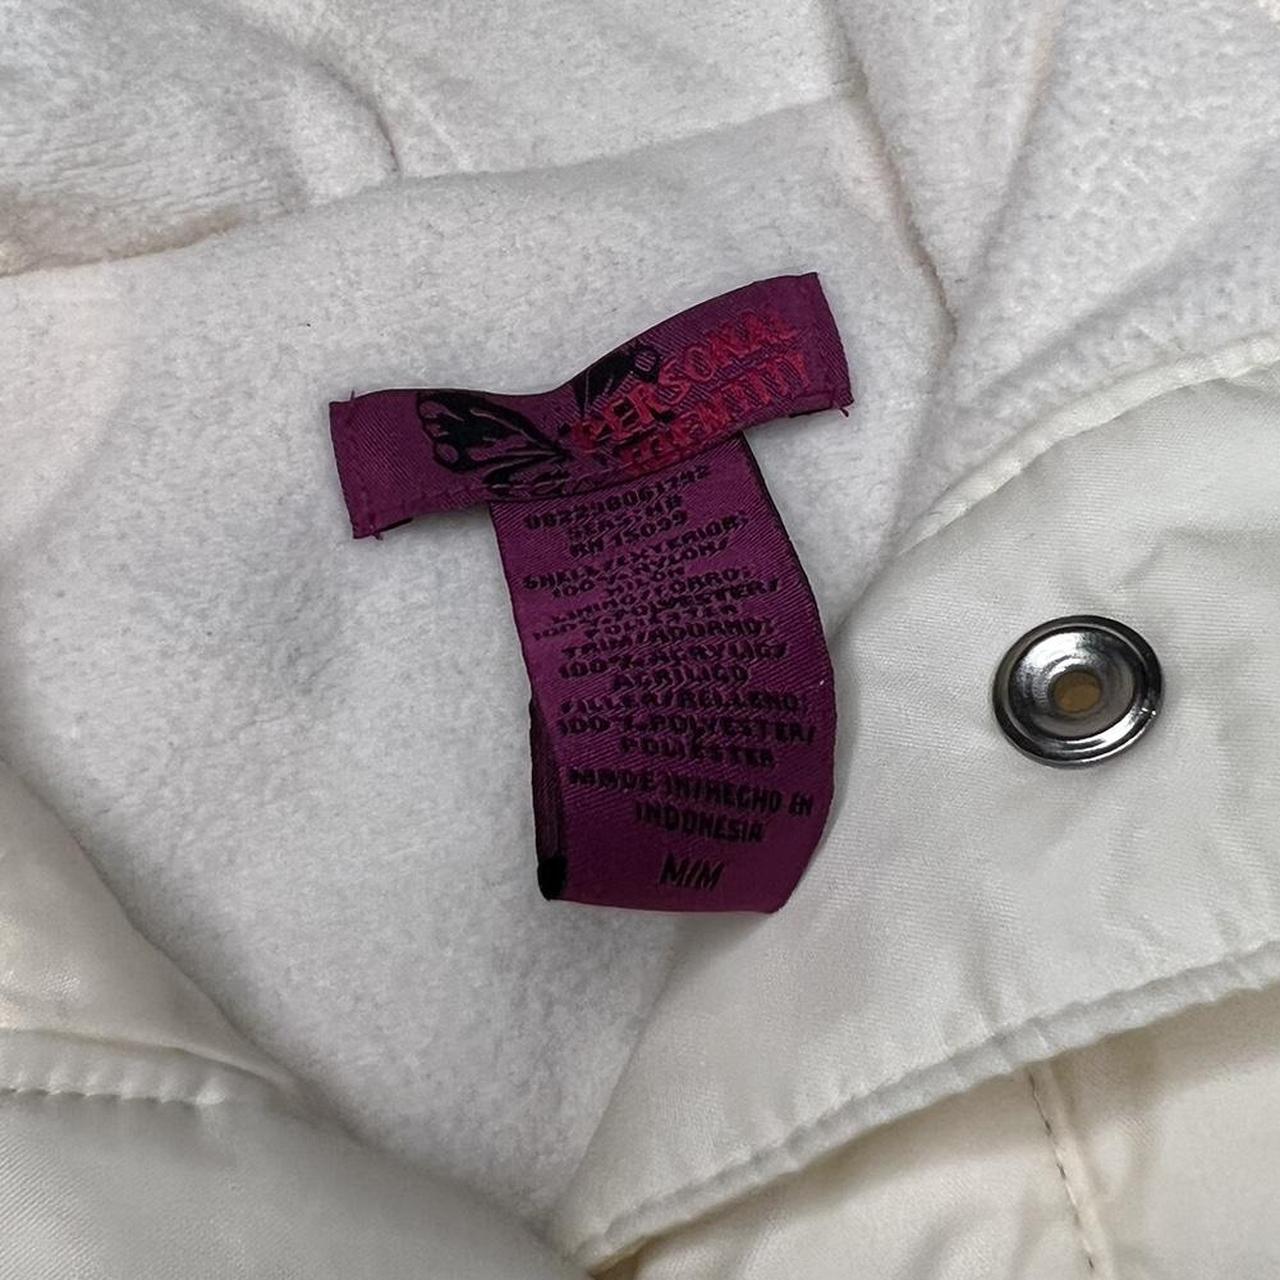 PERSONAL
IDENTITY
RN 15099
SHELL/EXTERIOR:
100% NYLON/
NYLON
LINING/FORRO:
100% POLYESTER/
POLIESTER
TRIM/ADORNO:
100% ACRYLIC/
ACRILICO
FILLER/RELLENO:
100% POLYESTER/
POLIESTER
MADE IN/HECHO EN
INDONESIA
M/M